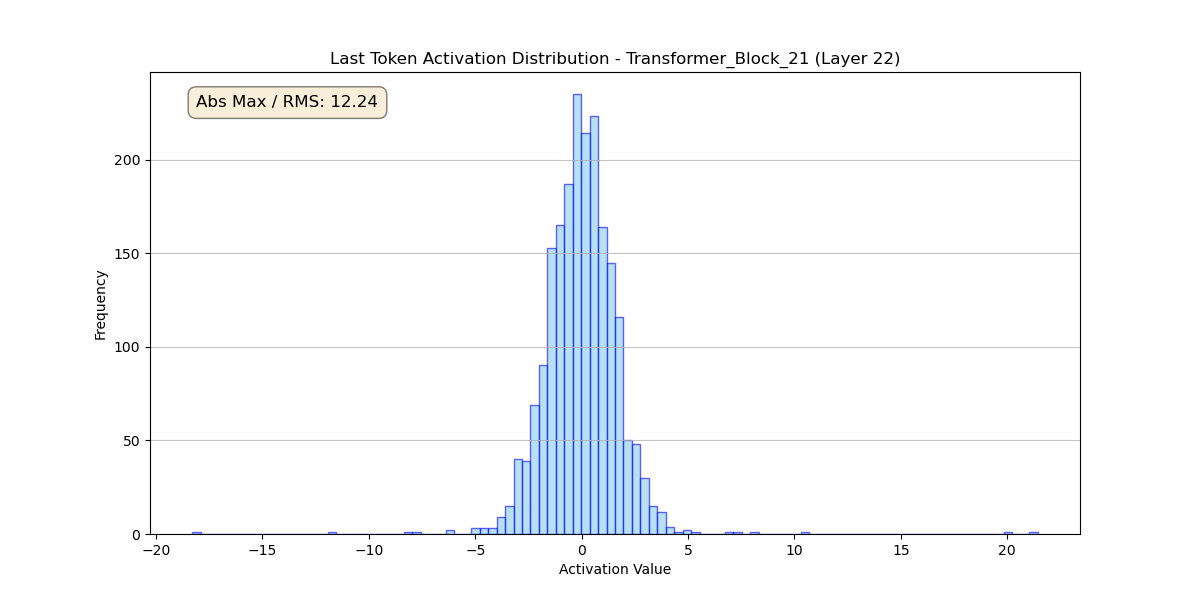 Last Token Activation Distribution - Transformer_Block_21 (Layer 22)
Abs Max / RMS: 12.24
Frequency
200
150
100
50
0
−20 −15 −10 −5 0 5 10 15 20
Activation Value